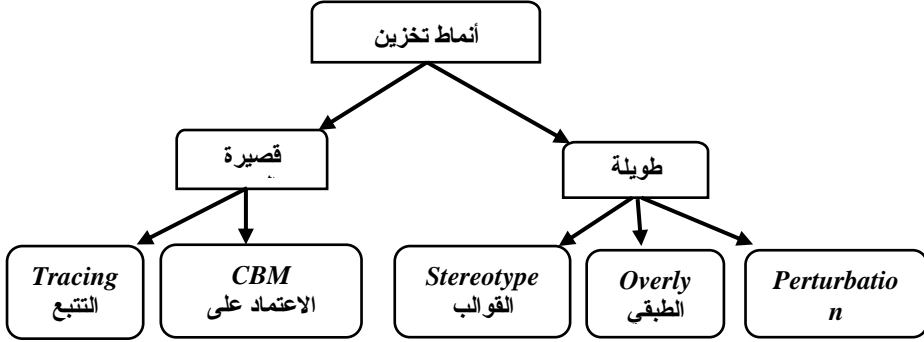 أنماط تخزين
قصيرة
طويلة
Tracing
التتبع
CBM
الاعتماد على
Stereotype
القوالب
Overly
الطبقي
Perturbatio
n